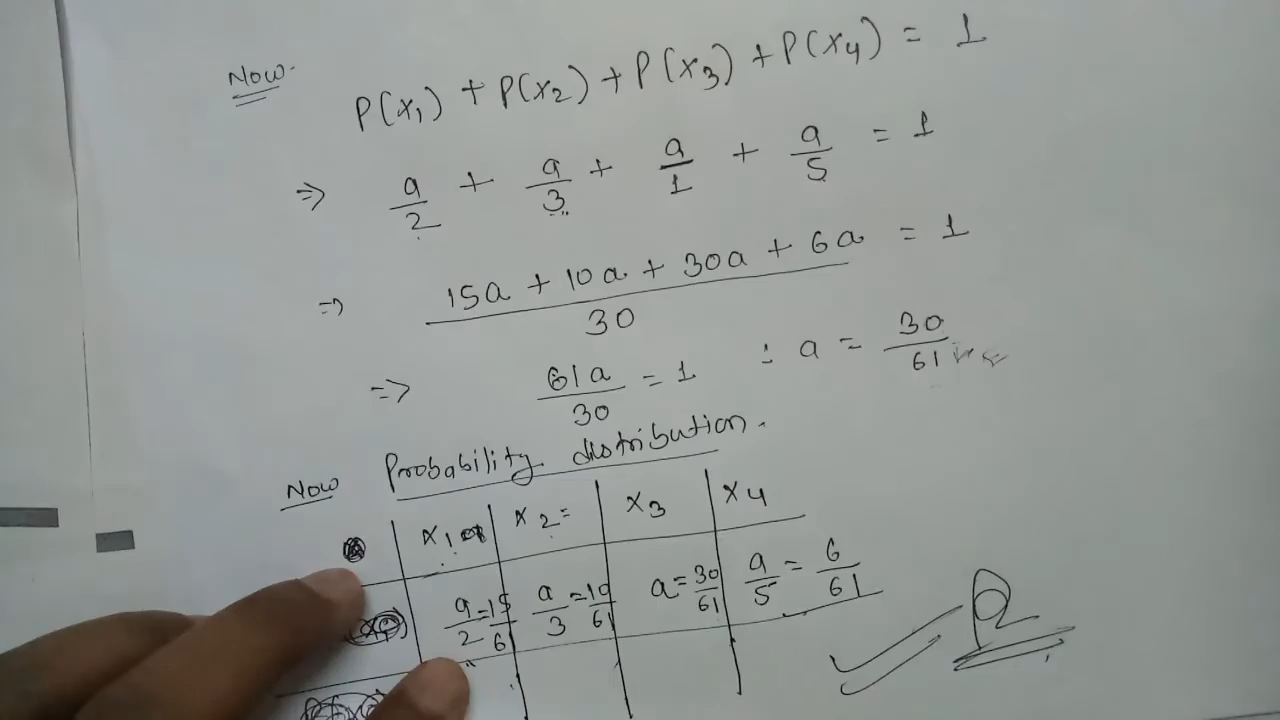 Now.
P(x₁) + P(x₂) + P(x₃) + P(x₄) = 1
=> a/2 + a/3 + a/1 + a/5 = 1
=> (15a + 10a + 30a + 6a)/30 = 1
=> 61a/30 = 1 ∴ a = 30/61
Now Probability distribution.
x₁ x₂ = x₃ x₄
a/2 = 15/6 a/3 = 10/61 a = 30/61 a/5 = 6/61